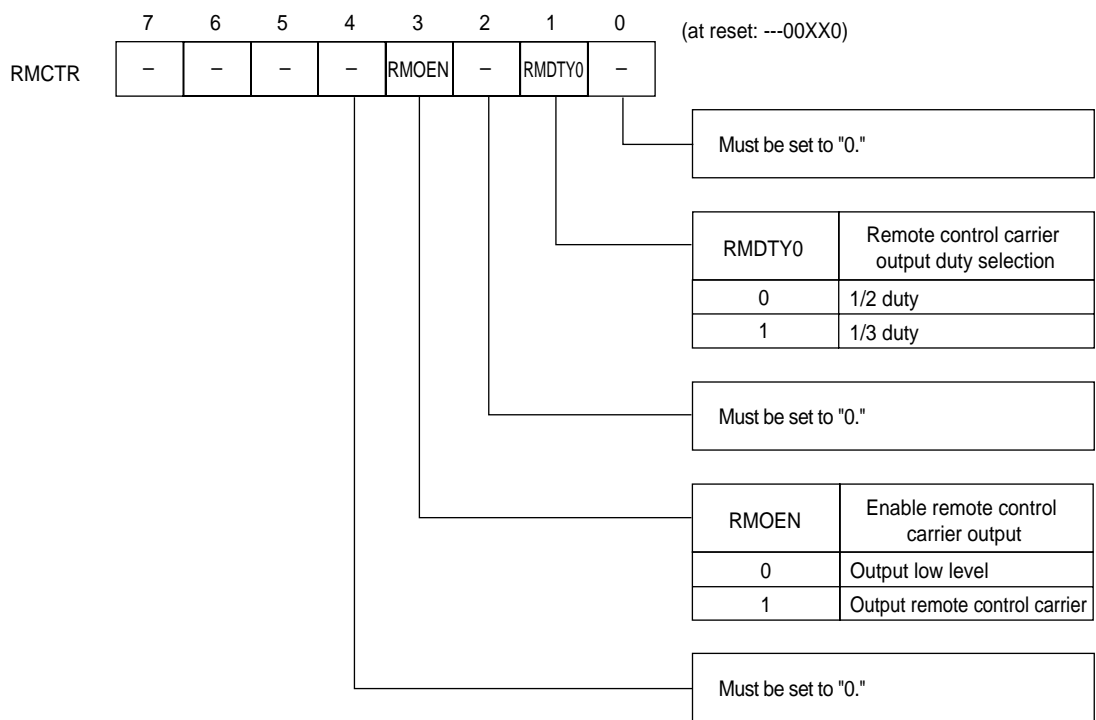 7 6 5 4 3 2 1 0 (at reset: ---00XX0)
RMCTR – – – – RMOEN – RMDTY0 –
Must be set to "0."
RMDTY0 Remote control carrier
output duty selection
0 1/2 duty
1 1/3 duty
Must be set to "0."
RMOEN Enable remote control
carrier output
0 Output low level
1 Output remote control carrier
Must be set to "0."